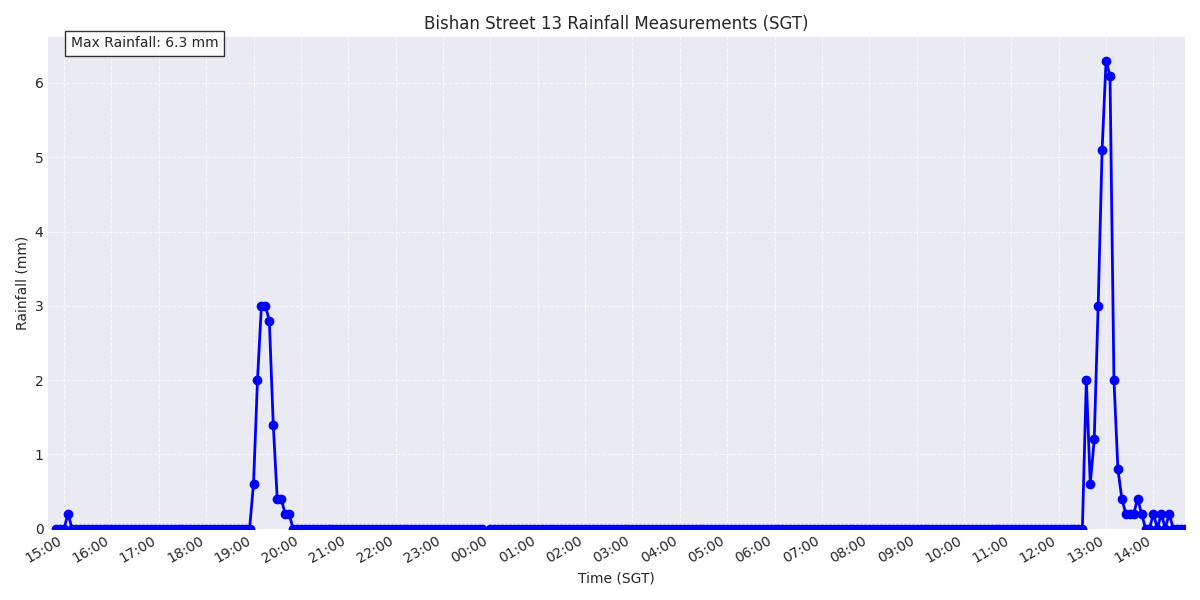 Bishan Street 13 Rainfall Measurements (SGT)
Max Rainfall: 6.3 mm
Rainfall (mm)
6
5
4
3
2
1
0
15:00 16:00 17:00 18:00 19:00 20:00 21:00 22:00 23:00 00:00 01:00 02:00 03:00 04:00 05:00 06:00 07:00 08:00 09:00 10:00 11:00 12:00 13:00 14:00
Time (SGT)